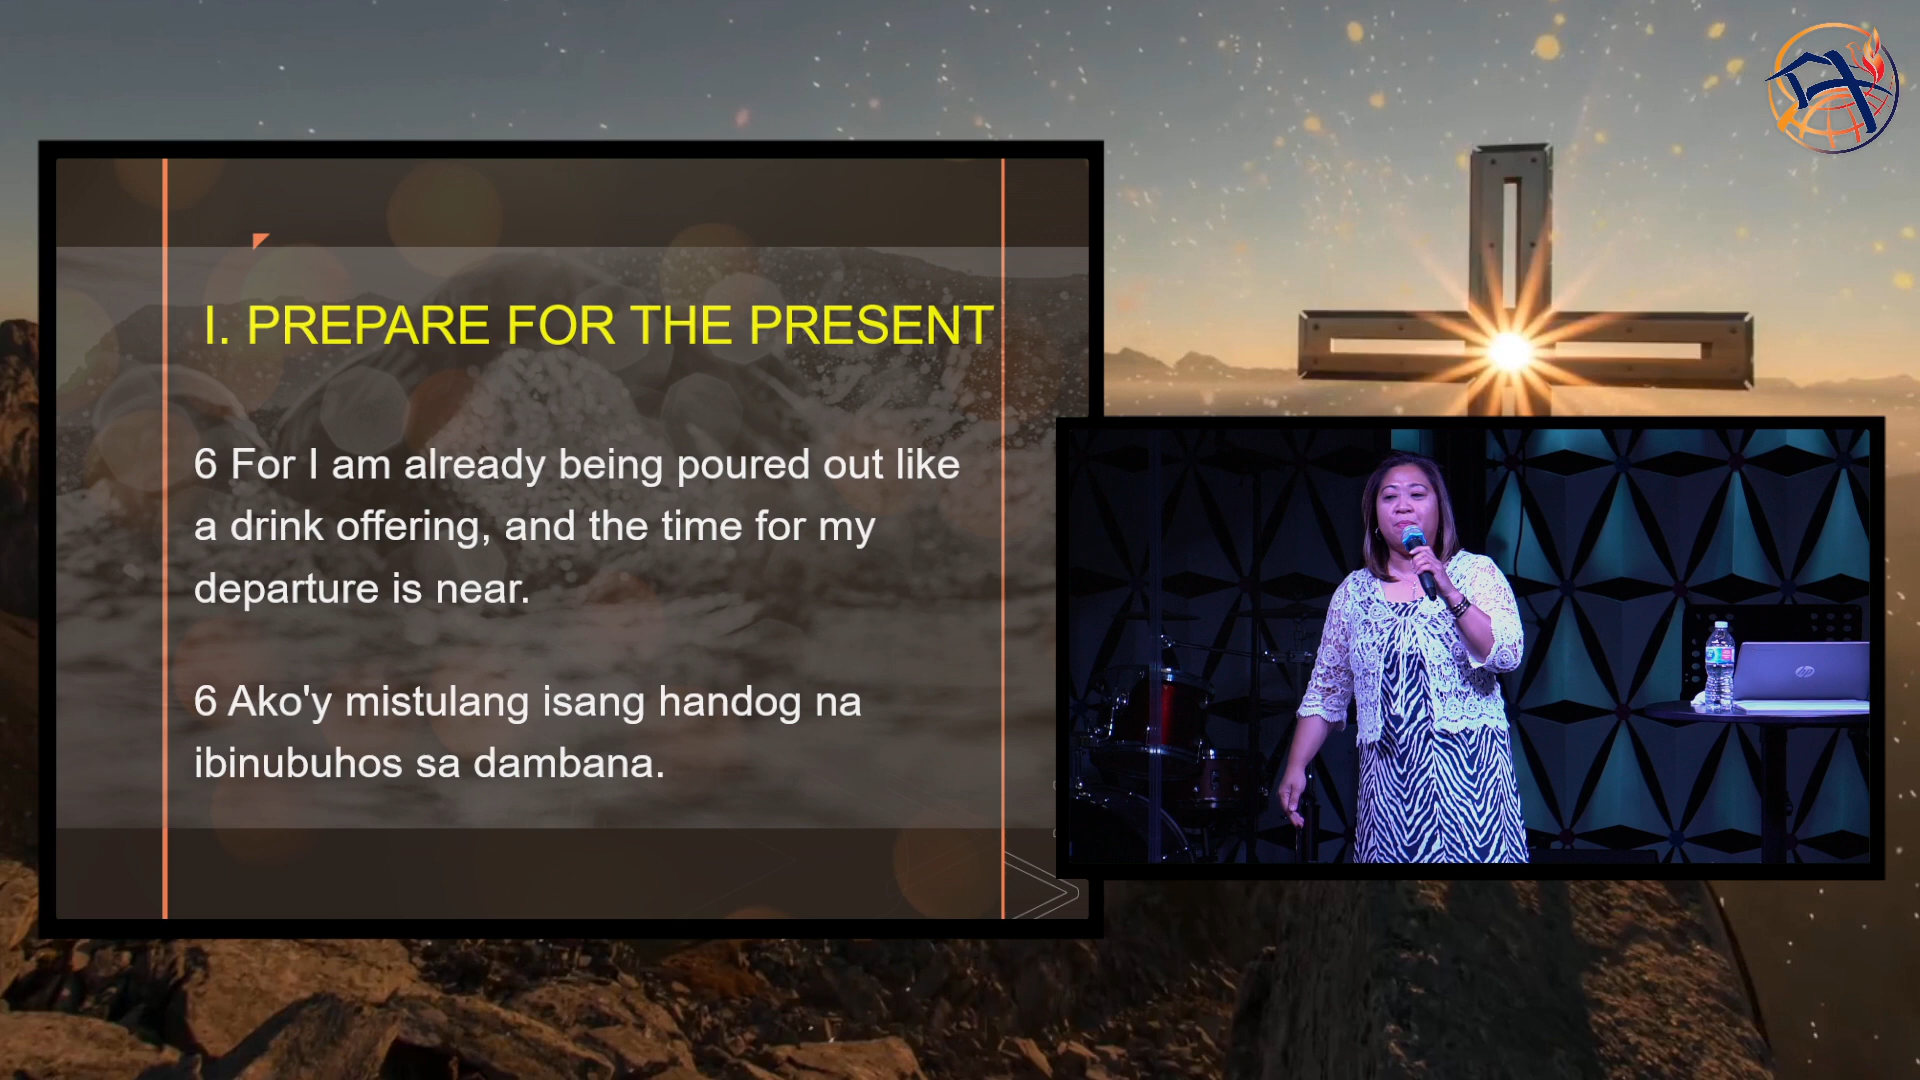 I. PREPARE FOR THE PRESENT
6 For I am already being poured out like
a drink offering, and the time for my
departure is near.
6 Ako'y mistulang isang handog na
ibinubuhos sa dambana.
hp